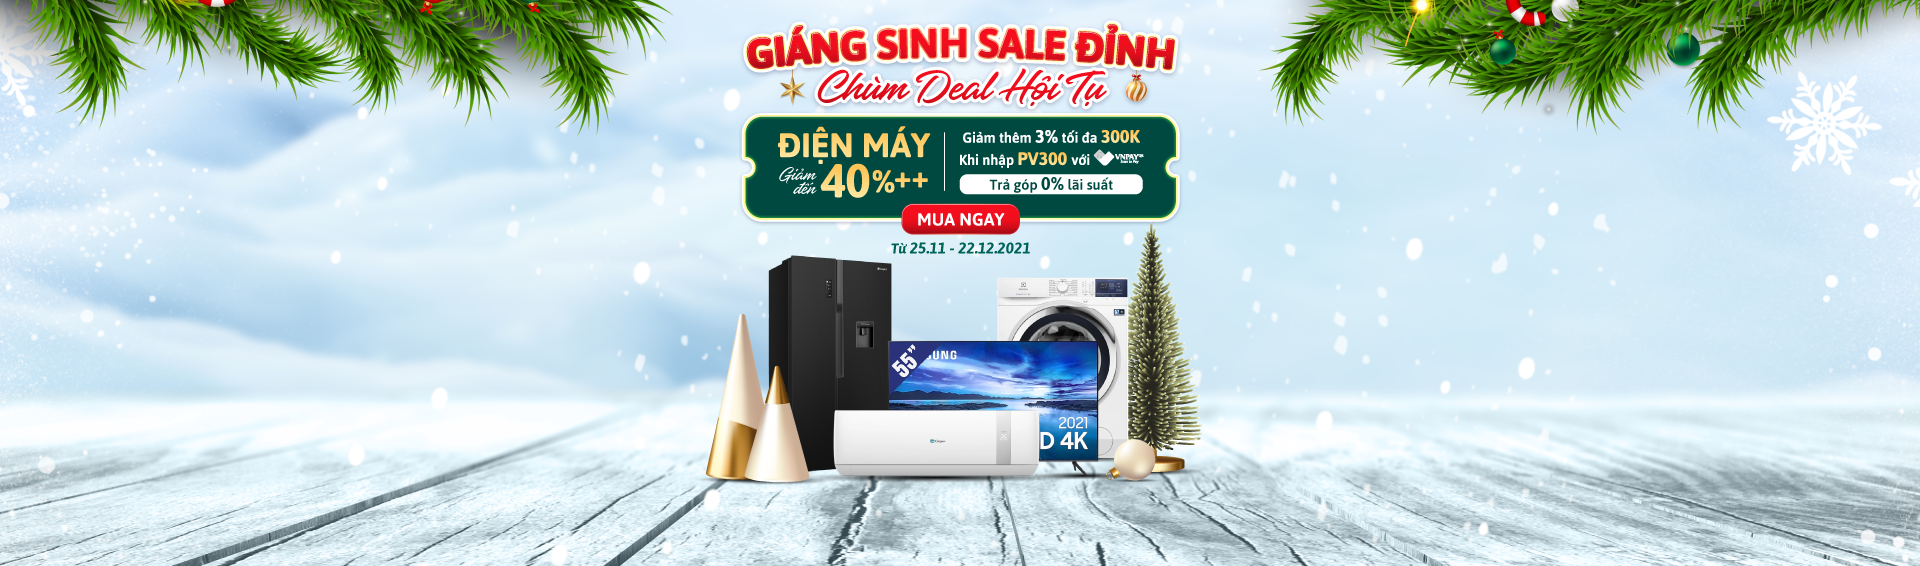 GIÁNG SINH SALE ĐỈNH
Chùm Deal Hội Tụ
ĐIỆN MÁY
Giảm đến 40%++
Giảm thêm 3% tối đa 300K
Khi nhập PV300 với VNPAY
Trả góp 0% lãi suất
MUA NGAY
Từ 25.11 - 22.12.2021
55”
SUNG
2021
D 4K